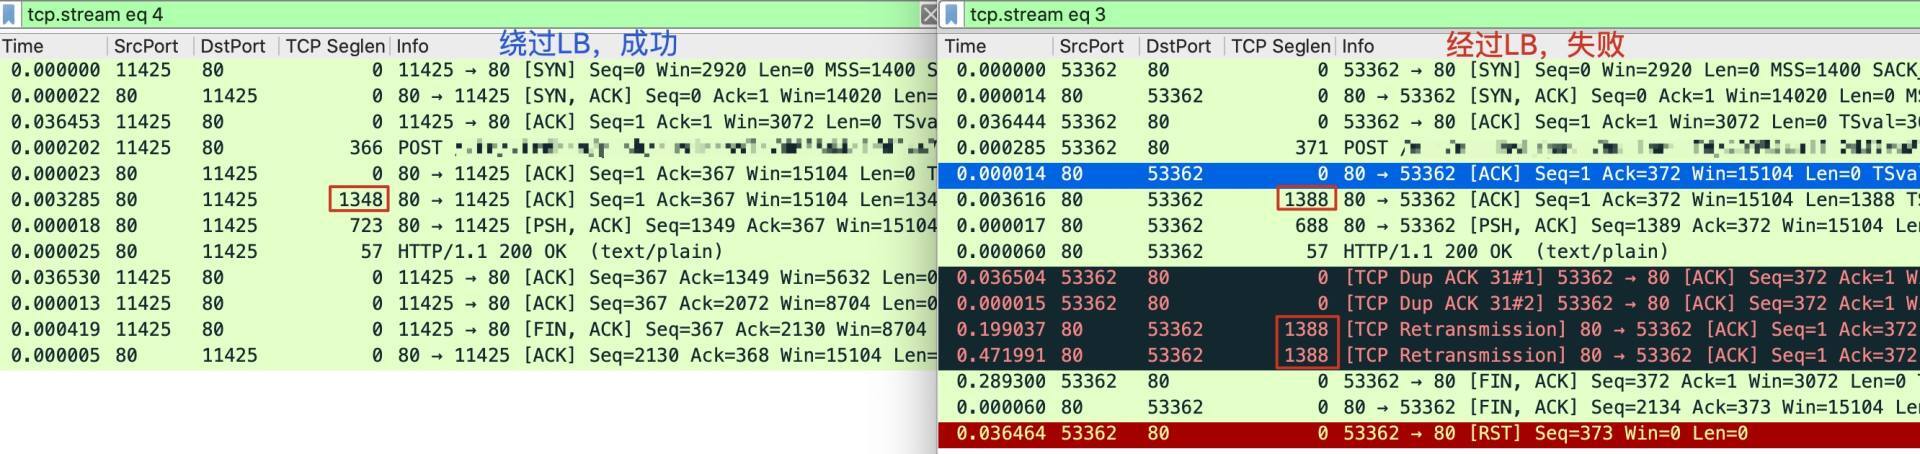 tcp.stream eq 4
Time SrcPort DstPort TCP Seglen Info 绕过LB，成功
0.000000 11425 80 0 11425 → 80 [SYN] Seq=0 Win=2920 Len=0 MSS=1400 S
0.000022 80 11425 0 80 → 11425 [SYN, ACK] Seq=0 Ack=1 Win=14020 Len=
0.036453 11425 80 0 11425 → 80 [ACK] Seq=1 Ack=1 Win=3072 Len=0 TSva
0.000202 11425 80 366 POST
0.000023 80 11425 0 80 → 11425 [ACK] Seq=1 Ack=367 Win=15104 Len=0 T
0.003285 80 11425 1348 80 → 11425 [ACK] Seq=1 Ack=367 Win=15104 Len=134
0.000018 80 11425 723 80 → 11425 [PSH, ACK] Seq=1349 Ack=367 Win=15104
0.000025 80 11425 57 HTTP/1.1 200 OK (text/plain)
0.036530 11425 80 0 11425 → 80 [ACK] Seq=367 Ack=1349 Win=5632 Len=0
0.000013 11425 80 0 11425 → 80 [ACK] Seq=367 Ack=2072 Win=8704 Len=0
0.000419 11425 80 0 11425 → 80 [FIN, ACK] Seq=367 Ack=2130 Win=8704
0.000005 80 11425 0 80 → 11425 [ACK] Seq=2130 Ack=368 Win=15104 Len=
tcp.stream eq 3
Time SrcPort DstPort TCP Seglen Info 经过LB，失败
0.000000 53362 80 0 53362 → 80 [SYN] Seq=0 Win=2920 Len=0 MSS=1400 SACK_
0.000014 80 53362 0 80 → 53362 [SYN, ACK] Seq=0 Ack=1 Win=14020 Len=0 MS
0.036444 53362 80 0 53362 → 80 [ACK] Seq=1 Ack=1 Win=3072 Len=0 TSval=36
0.000285 53362 80 371 POST
0.000014 80 53362 0 80 → 53362 [ACK] Seq=1 Ack=372 Win=15104 Len=0 TSva
0.003616 80 53362 1388 80 → 53362 [ACK] Seq=1 Ack=372 Win=15104 Len=1388 TS
0.000017 80 53362 688 80 → 53362 [PSH, ACK] Seq=1389 Ack=372 Win=15104 Le
0.000060 80 53362 57 HTTP/1.1 200 OK (text/plain)
0.036504 53362 80 0 [TCP Dup ACK 31#1] 53362 → 80 [ACK] Seq=372 Ack=1 W
0.000015 53362 80 0 [TCP Dup ACK 31#2] 53362 → 80 [ACK] Seq=372 Ack=1 W
0.199037 80 53362 1388 [TCP Retransmission] 80 → 53362 [ACK] Seq=1 Ack=372
0.471991 80 53362 1388 [TCP Retransmission] 80 → 53362 [ACK] Seq=1 Ack=372
0.289300 53362 80 0 53362 → 80 [FIN, ACK] Seq=372 Ack=1 Win=3072 Len=0 T
0.000060 80 53362 0 80 → 53362 [FIN, ACK] Seq=2134 Ack=373 Win=15104 Len
0.036464 53362 80 0 53362 → 80 [RST] Seq=373 Win=0 Len=0